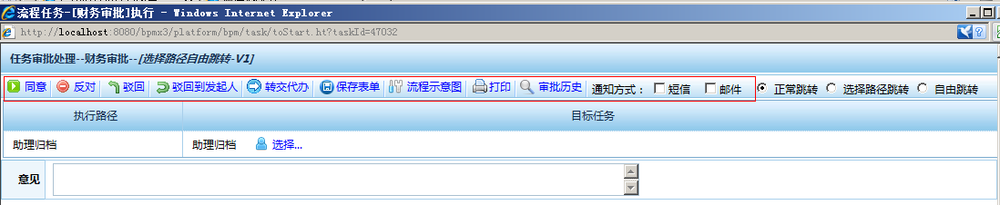 流程任务-[财务审批]执行 - Windows Internet Explorer
http://localhost:8080/bpmx3/platform/bpm/task/toStart.ht?taskId=47032
任务审批处理--财务审批--[选择路径自由跳转-V1]
同意 反对 驳回 驳回到发起人 转交代办 保存表单 流程示意图 打印 审批历史 通知方式： 短信 邮件 正常跳转 选择路径跳转 自由跳转
执行路径 目标任务
助理归档 助理归档 选择...
意见